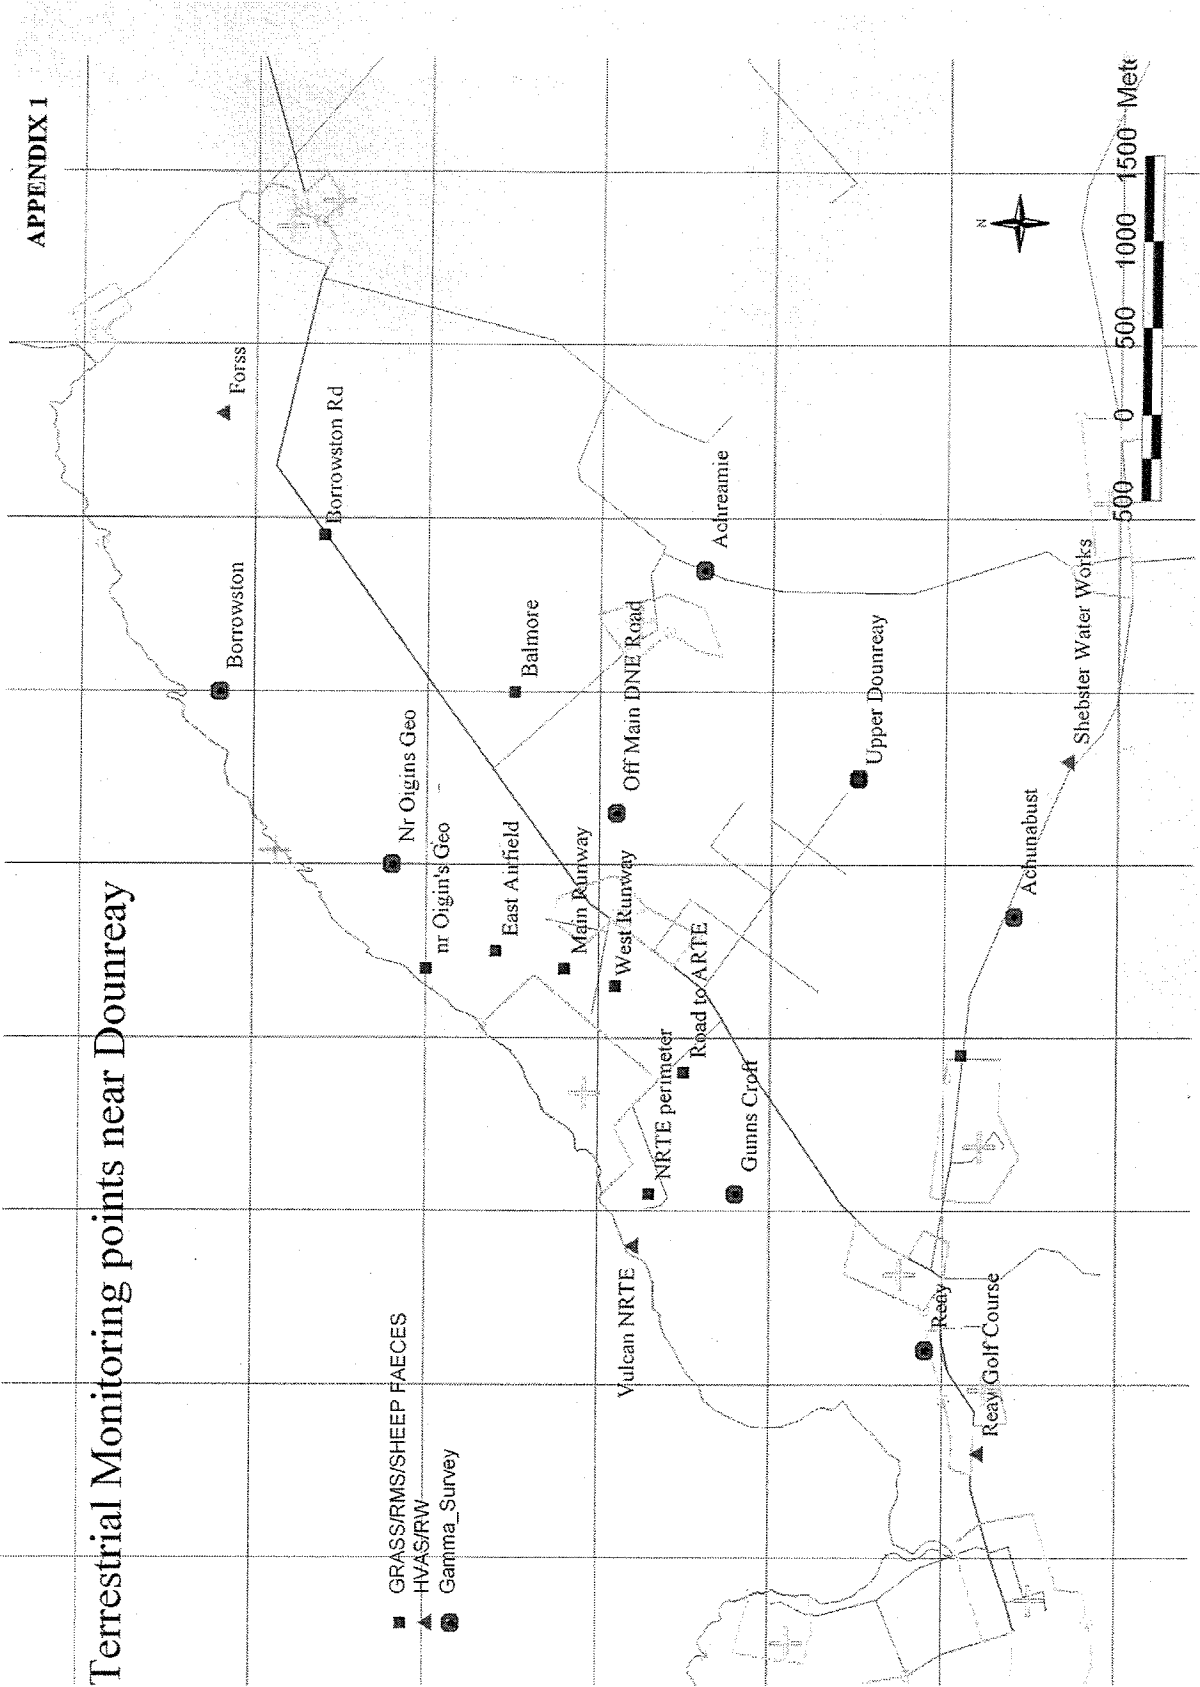 APPENDIX 1
Terrestrial Monitoring points near Dounreay
GRASS/RMS/SHEEP FAECES
HVAS/RW
Gamma_Survey
Forss
Borrowston
Borrowston Rd
Nr Oigins Geo
nr Oigin's Geo
East Airfield
Balmore
Main Runway
West Runway
Off Main DNE Road
Achreamie
Vulcan NRTE
NRTE perimeter
Road to ARTE
Gunns Croft
Upper Dounreay
Reay
Reay Golf Course
Achunabust
Shebster Water Works
N
500 0 500 1000 1500 Mete